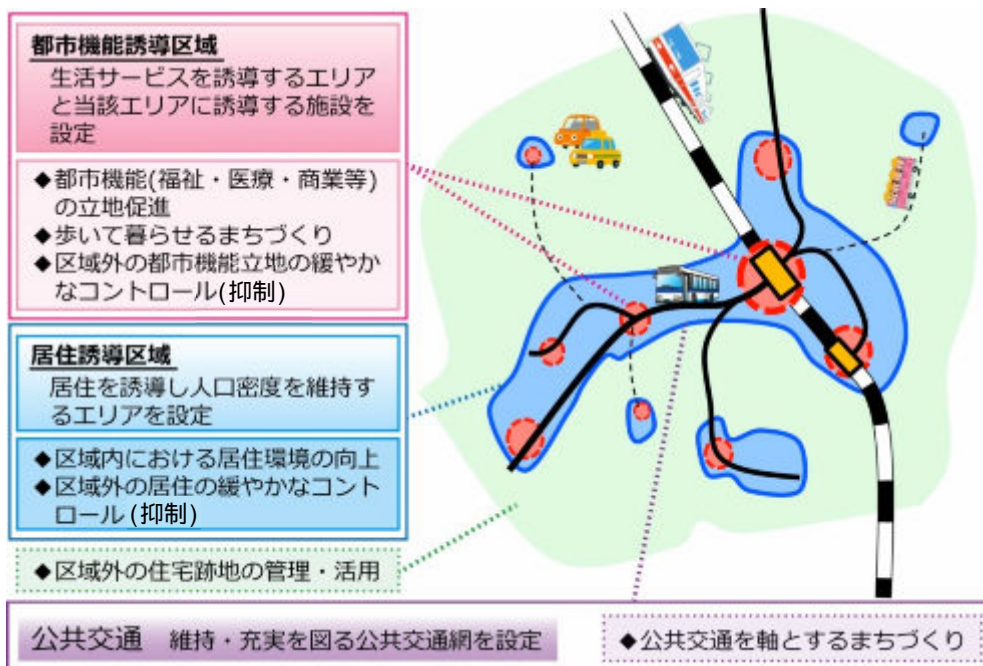 都市機能誘導区域
生活サービスを誘導するエリア
と当該エリアに誘導する施設を
設定
◆都市機能(福祉・医療・商業等)
の立地促進
◆歩いて暮らせるまちづくり
◆区域外の都市機能立地の緩やか
なコントロール(抑制)
居住誘導区域
居住を誘導し人口密度を維持す
るエリアを設定
◆区域内における居住環境の向上
◆区域外の居住の緩やかなコント
ロール(抑制)
◆区域外の住宅跡地の管理・活用
公共交通 維持・充実を図る公共交通網を設定
◆公共交通を軸とするまちづくり